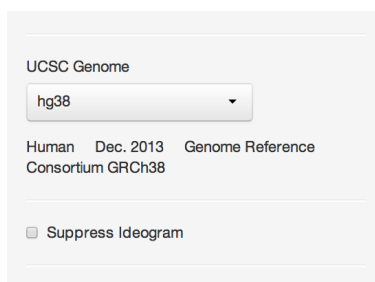 UCSC Genome
hg38
Human Dec. 2013 Genome Reference
Consortium GRCh38
Suppress Ideogram